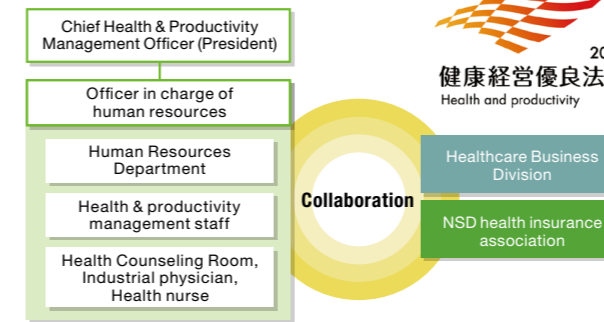 Chief Health & Productivity
Management Officer (President)
Officer in charge of
human resources
Human Resources
Department
Health & productivity
management staff
Health Counseling Room,
Industrial physician,
Health nurse
Collaboration
20
健康経営優良法
Health and productivity
Healthcare Business
Division
NSD health insurance
association